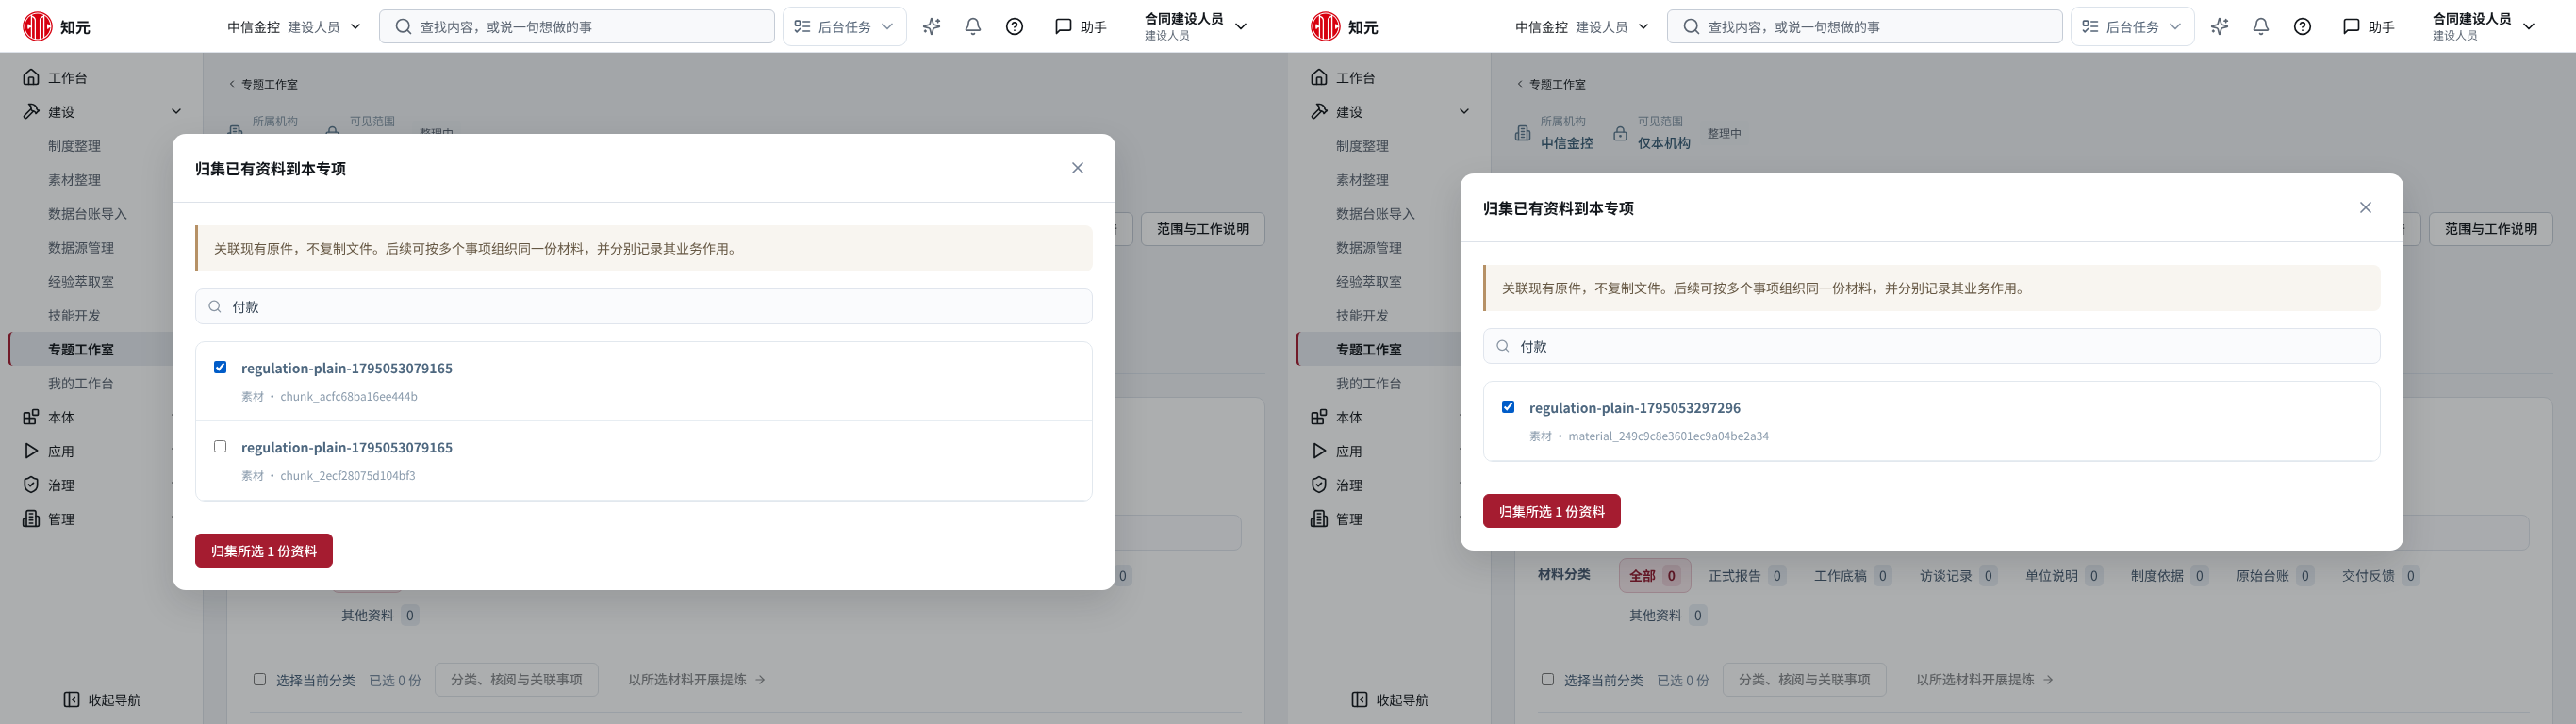 知元
中信金控 建设人员
查找内容，或说一句想做的事
后台任务
助手
合同建设人员
建设人员
工作台
建设
制度整理
素材整理
数据台账导入
数据源管理
经验萃取室
技能开发
专题工作室
我的工作台
本体
应用
治理
管理
收起导航
专题工作室
所属机构
可见范围
整理中
范围与工作说明
归集已有资料到本专项
关联现有原件，不复制文件。后续可按多个事项组织同一份材料，并分别记录其业务作用。
付款
regulation-plain-1795053079165
素材 · chunk_acfc68ba16ee444b
regulation-plain-1795053079165
素材 · chunk_2ecf28075d104bf3
归集所选 1 份资料
0
其他资料 0
选择当前分类 已选 0 份 分类、核阅与关联事项 以所选材料开展提炼 →
知元
中信金控 建设人员
查找内容，或说一句想做的事
后台任务
助手
合同建设人员
建设人员
工作台
建设
制度整理
素材整理
数据台账导入
数据源管理
经验萃取室
技能开发
专题工作室
我的工作台
本体
应用
治理
管理
收起导航
专题工作室
所属机构
中信金控
可见范围
仅本机构
整理中
范围与工作说明
归集已有资料到本专项
关联现有原件，不复制文件。后续可按多个事项组织同一份材料，并分别记录其业务作用。
付款
regulation-plain-1795053297296
素材 · material_249c9c8e3601ec9a04be2a34
归集所选 1 份资料
材料分类 全部 0 正式报告 0 工作底稿 0 访谈记录 0 单位说明 0 制度依据 0 原始台账 0 交付反馈 0
其他资料 0
选择当前分类 已选 0 份 分类、核阅与关联事项 以所选材料开展提炼 →